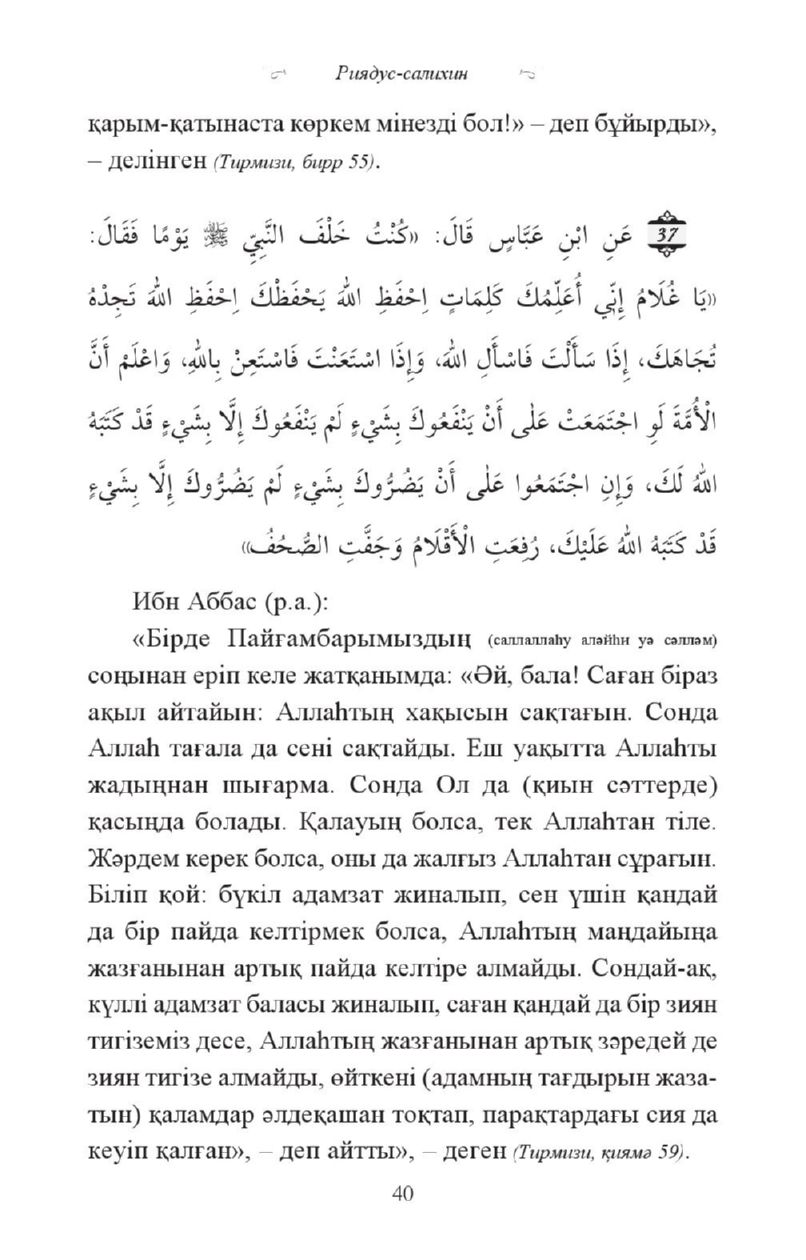 Риядус-салихин
қарым-қатынаста көркем мінезді бол!» – деп бұйырды»,
– делінген (Тирмизи, бирр 55).
37 عَنِ ابْنِ عَبَّاسٍ قَالَ: «كُنْتُ خَلْفَ النَّبِيِّ ﷺ يَوْمًا فَقَالَ:
«يَا غُلَامُ إِنِّي أُعَلِّمُكَ كَلِمَاتٍ اِحْفَظِ اللهَ يَحْفَظْكَ اِحْفَظِ اللهَ تَجِدْهُ
تُجَاهَكَ، إِذَا سَأَلْتَ فَاسْأَلِ اللهَ، وَإِذَا اسْتَعَنْتَ فَاسْتَعِنْ بِاللهِ، وَاعْلَمْ أَنَّ
الْأُمَّةَ لَوِ اجْتَمَعَتْ عَلٰى أَنْ يَنْفَعُوكَ بِشَيْءٍ لَمْ يَنْفَعُوكَ إِلَّا بِشَيْءٍ قَدْ كَتَبَهُ
اللهُ لَكَ، وَإِنِ اجْتَمَعُوا عَلٰى أَنْ يَضُرُّوكَ بِشَيْءٍ لَمْ يَضُرُّوكَ إِلَّا بِشَيْءٍ
قَدْ كَتَبَهُ اللهُ عَلَيْكَ، رُفِعَتِ الْأَقْلَامُ وَجَفَّتِ الصُّحُفُ»
Ибн Аббас (р.а.):
«Бірде Пайғамбарымыздың (саллаллаһу аләйһи уә сәлләм)
соңынан еріп келе жатқанымда: «Әй, бала! Саған біраз
ақыл айтайын: Аллаһтың хақысын сақтағын. Сонда
Аллаһ тағала да сені сақтайды. Еш уақытта Аллаһты
жадыңнан шығарма. Сонда Ол да (қиын сәттерде)
қасыңда болады. Қалауың болса, тек Аллаһтан тіле.
Жәрдем керек болса, оны да жалғыз Аллаһтан сұрағын.
Біліп қой: бүкіл адамзат жиналып, сен үшін қандай
да бір пайда келтірмек болса, Аллаһтың маңдайыңа
жазғанынан артық пайда келтіре алмайды. Сондай-ақ,
күллі адамзат баласы жиналып, саған қандай да бір зиян
тигіземіз десе, Аллаһтың жазғанынан артық зәредей де
зиян тигізе алмайды, өйткені (адамның тағдырын жаза-
тын) қаламдар әлдеқашан тоқтап, парақтардағы сия да
кеуіп қалған», – деп айтты», – деген (Тирмизи, қиямә 59).
40